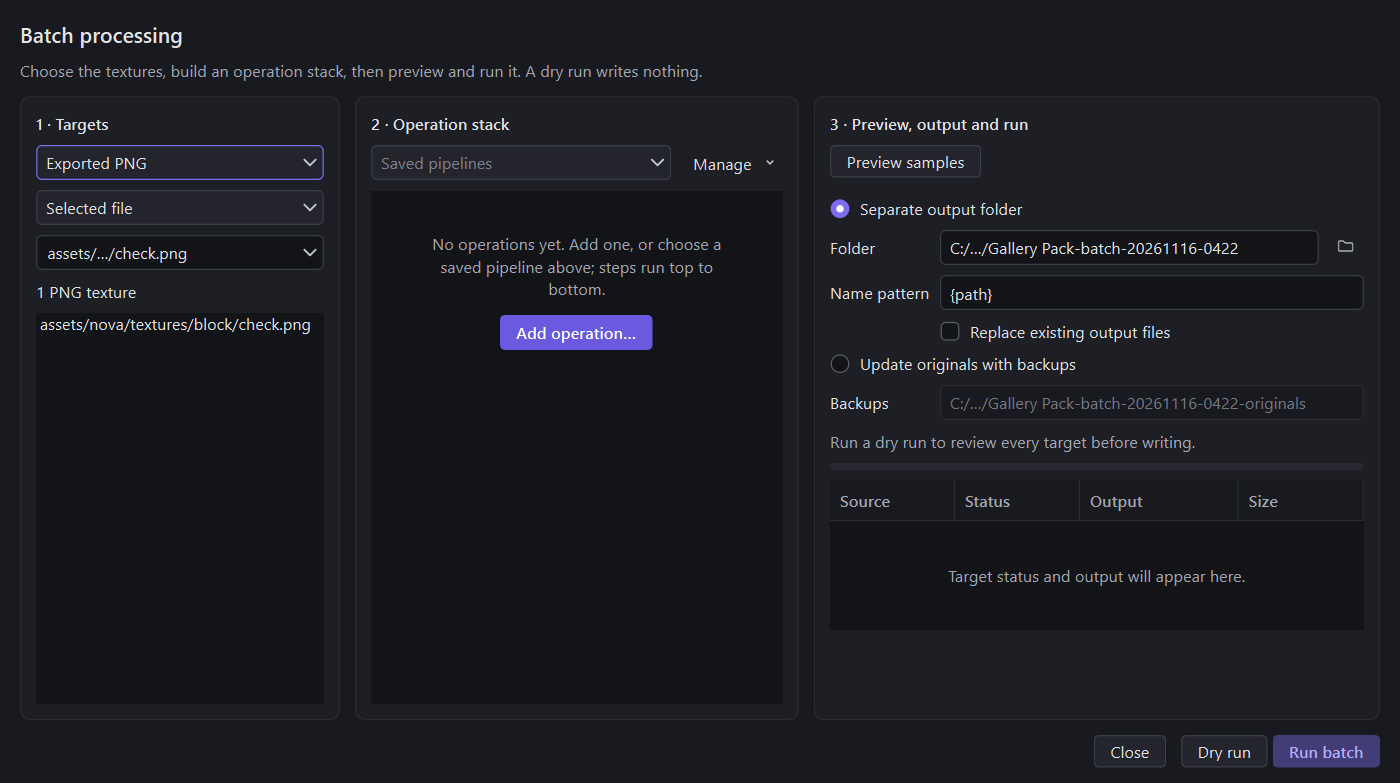 Batch processing
Choose the textures, build an operation stack, then preview and run it. A dry run writes nothing.
1 · Targets
Exported PNG
Selected file
assets/.../check.png
1 PNG texture
assets/nova/textures/block/check.png
2 · Operation stack
Saved pipelines
Manage
No operations yet. Add one, or choose a
saved pipeline above; steps run top to
bottom.
Add operation...
3 · Preview, output and run
Preview samples
Separate output folder
Folder
C:/.../Gallery Pack-batch-20261116-0422
Name pattern
{path}
Replace existing output files
Update originals with backups
Backups
C:/.../Gallery Pack-batch-20261116-0422-originals
Run a dry run to review every target before writing.
Source Status Output Size
Target status and output will appear here.
Close Dry run Run batch